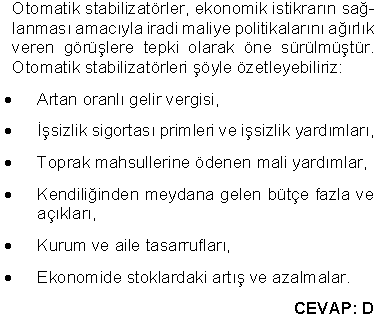 Otomatik stabilizatörler, ekonomik istikrarın sağ-
lanması amacıyla iradi maliye politikalarını ağırlık
veren görüşlere tepki olarak öne sürülmüştür.
Otomatik stabilizatörleri şöyle özetleyebiliriz:
• Artan oranlı gelir vergisi,
• İşsizlik sigortası primleri ve işsizlik yardımları,
• Toprak mahsullerine ödenen mali yardımlar,
• Kendiliğinden meydana gelen bütçe fazla ve
açıkları,
• Kurum ve aile tasarrufları,
• Ekonomide stoklardaki artış ve azalmalar.
CEVAP: D